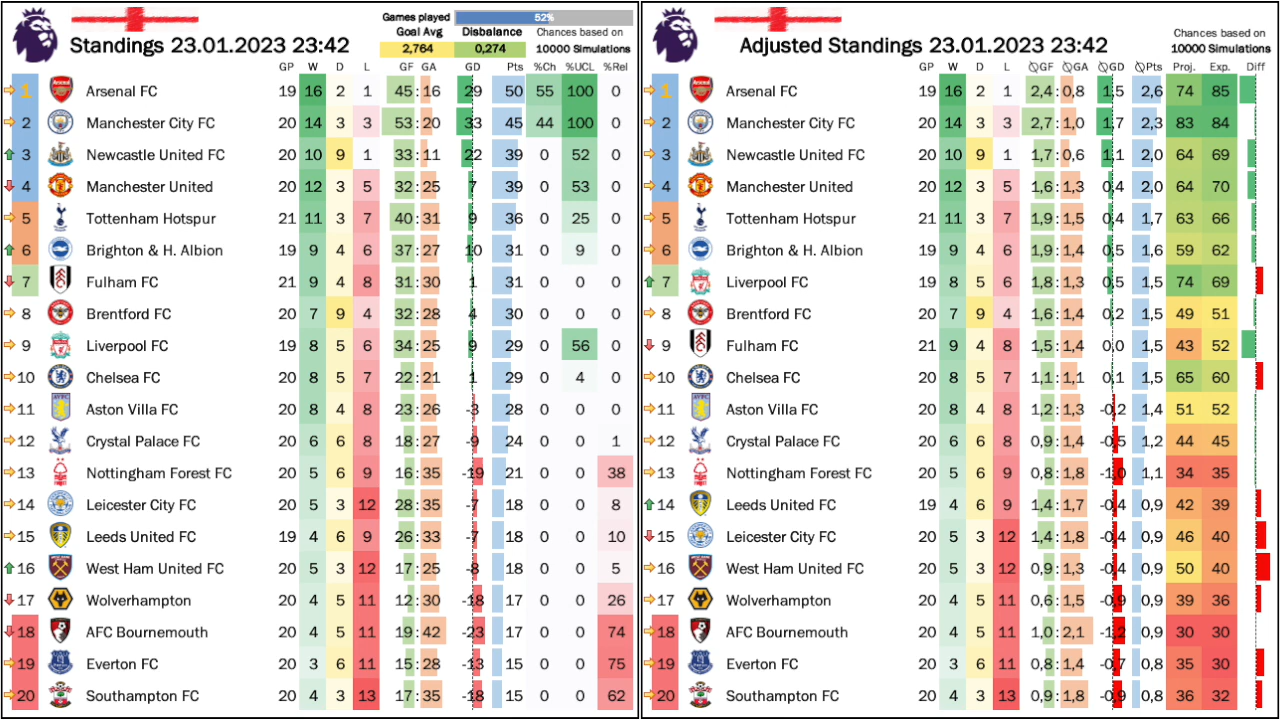 Games played 52%
Goal Avg Disbalance Chances based on
Standings 23.01.2023 23:42 2,764 0,274 10000 Simulations
GP W D L GF GA GD Pts %Ch %UCL %Rel
1 Arsenal FC 19 16 2 1 45 : 16 29 50 55 100 0
2 Manchester City FC 20 14 3 3 53 : 20 33 45 44 100 0
3 Newcastle United FC 20 10 9 1 33 : 11 22 39 0 52 0
4 Manchester United 20 12 3 5 32 : 25 7 39 0 53 0
5 Tottenham Hotspur 21 11 3 7 40 : 31 9 36 0 25 0
6 Brighton & H. Albion 19 9 4 6 37 : 27 10 31 0 9 0
7 Fulham FC 21 9 4 8 31 : 30 1 31 0 0 0
8 Brentford FC 20 7 9 4 32 : 28 4 30 0 0 0
9 Liverpool FC 19 8 5 6 34 : 25 9 29 0 56 0
10 Chelsea FC 20 8 5 7 22 : 21 1 29 0 4 0
11 Aston Villa FC 20 8 4 8 23 : 26 -3 28 0 0 0
12 Crystal Palace FC 20 6 6 8 18 : 27 -9 24 0 0 1
13 Nottingham Forest FC 20 5 6 9 16 : 35 -19 21 0 0 38
14 Leicester City FC 20 5 3 12 28 : 35 -7 18 0 0 8
15 Leeds United FC 19 4 6 9 26 : 33 -7 18 0 0 10
16 West Ham United FC 20 5 3 12 17 : 25 -8 18 0 0 5
17 Wolverhampton 20 4 5 11 12 : 30 -18 17 0 0 26
18 AFC Bournemouth 20 4 5 11 19 : 42 -23 17 0 0 74
19 Everton FC 20 3 6 11 15 : 28 -13 15 0 0 75
20 Southampton FC 20 4 3 13 17 : 35 -18 15 0 0 62
Chances based on
Adjusted Standings 23.01.2023 23:42 10000 Simulations
GP W D L ∅GF ∅GA ∅GD ∅Pts Proj. Exp. Diff
1 Arsenal FC 19 16 2 1 2,4 : 0,8 1,5 2,6 74 85
2 Manchester City FC 20 14 3 3 2,7 : 1,0 1,7 2,3 83 84
3 Newcastle United FC 20 10 9 1 1,7 : 0,6 1,1 2,0 64 69
4 Manchester United 20 12 3 5 1,6 : 1,3 0,4 2,0 64 70
5 Tottenham Hotspur 21 11 3 7 1,9 : 1,5 0,4 1,7 63 66
6 Brighton & H. Albion 19 9 4 6 1,9 : 1,4 0,5 1,6 59 62
7 Liverpool FC 19 8 5 6 1,8 : 1,3 0,5 1,5 74 69
8 Brentford FC 20 7 9 4 1,6 : 1,4 0,2 1,5 49 51
9 Fulham FC 21 9 4 8 1,5 : 1,4 0,0 1,5 43 52
10 Chelsea FC 20 8 5 7 1,1 : 1,1 0,1 1,5 65 60
11 Aston Villa FC 20 8 4 8 1,2 : 1,3 -0,2 1,4 51 52
12 Crystal Palace FC 20 6 6 8 0,9 : 1,4 -0,5 1,2 44 45
13 Nottingham Forest FC 20 5 6 9 0,8 : 1,8 -1,0 1,1 34 35
14 Leeds United FC 19 4 6 9 1,4 : 1,7 -0,4 0,9 42 39
15 Leicester City FC 20 5 3 12 1,4 : 1,8 -0,4 0,9 46 40
16 West Ham United FC 20 5 3 12 0,9 : 1,3 -0,4 0,9 50 40
17 Wolverhampton 20 4 5 11 0,6 : 1,5 -0,9 0,9 39 36
18 AFC Bournemouth 20 4 5 11 1,0 : 2,1 -1,2 0,9 30 30
19 Everton FC 20 3 6 11 0,8 : 1,4 -0,7 0,8 35 30
20 Southampton FC 20 4 3 13 0,9 : 1,8 -0,9 0,8 36 32